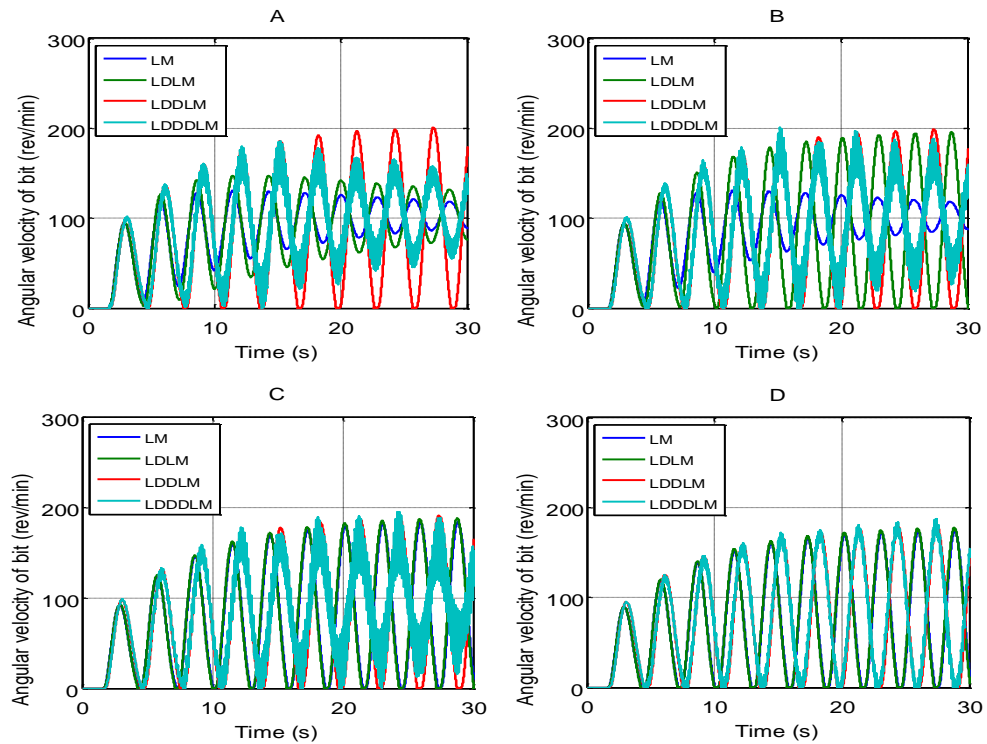 A
Angular velocity of bit (rev/min)
300
200
100
0
LM
LDLM
LDDLM
LDDDLM
0
10
20
30
Time (s)
B
Angular velocity of bit (rev/min)
300
200
100
0
LM
LDLM
LDDLM
LDDDLM
0
10
20
30
Time (s)
C
Angular velocity of bit (rev/min)
300
200
100
0
LM
LDLM
LDDLM
LDDDLM
0
10
20
30
Time (s)
D
Angular velocity of bit (rev/min)
300
200
100
0
LM
LDLM
LDDLM
LDDDLM
0
10
20
30
Time (s)